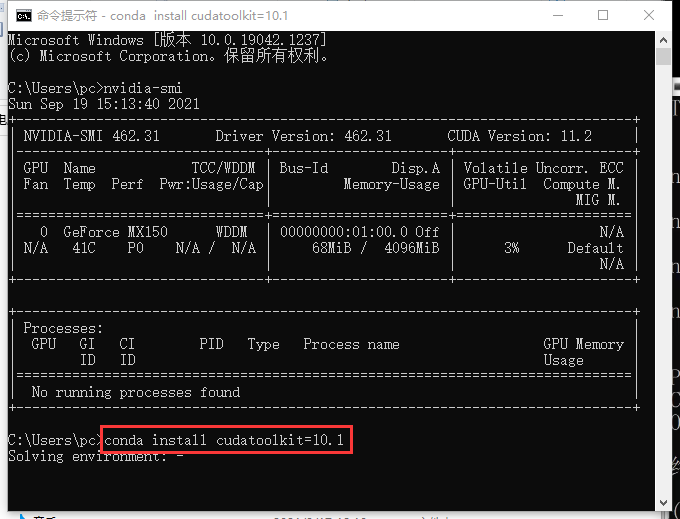 命令提示符 - conda  install cudatoolkit=10.1
Microsoft Windows [版本 10.0.19042.1237]
(c) Microsoft Corporation。保留所有权利。
C:\Users\pc>nvidia-smi
Sun Sep 19 15:13:40 2021
NVIDIA-SMI 462.31       Driver Version: 462.31       CUDA Version: 11.2
GPU  Name            TCC/WDDM  Bus-Id        Disp.A  Volatile Uncorr. ECC
Fan  Temp  Perf  Pwr:Usage/Cap  Memory-Usage  GPU-Util  Compute M.
MIG M.
0  GeForce MX150      WDDM  00000000:01:00.0 Off  N/A
N/A   41C    P0    N/A /  N/A  68MiB /  4096MiB  3%      Default
N/A
Processes:
GPU   GI   CI        PID   Type   Process name                  GPU Memory
ID   ID                                                   Usage
No running processes found
C:\Users\pc>conda install cudatoolkit=10.1
Solving environment: -